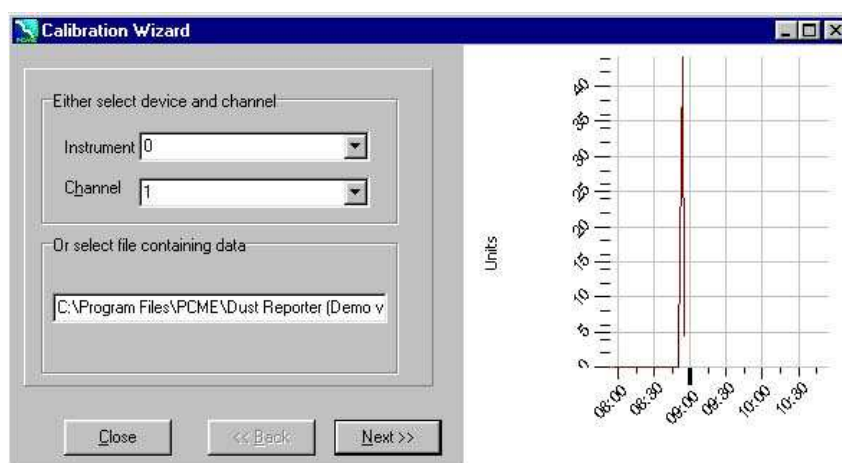 Calibration Wizard
Either select device and channel
Instrument 0
Channel 1
Or select file containing data
C:\Program Files\PCME\Dust Reporter (Demo v
Close
<< Back
Next >>
Units
40
35
30
25
20
15
10
5
0
08:00
08:30
09:00
09:30
10:00
10:30